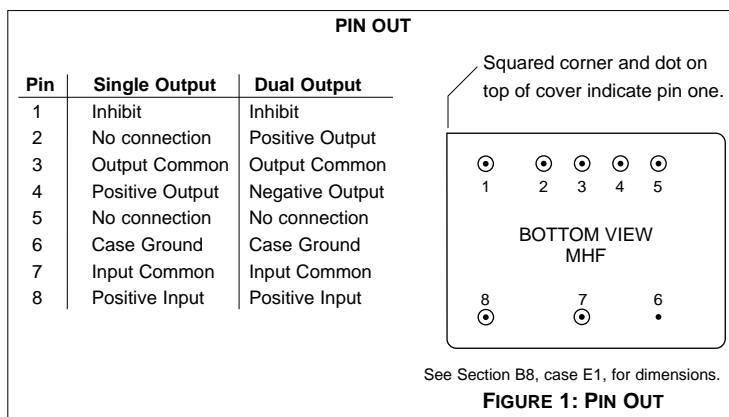 PIN OUT
Pin Single Output Dual Output
1 Inhibit Inhibit
2 No connection Positive Output
3 Output Common Output Common
4 Positive Output Negative Output
5 No connection No connection
6 Case Ground Case Ground
7 Input Common Input Common
8 Positive Input Positive Input
Squared corner and dot on
top of cover indicate pin one.
1 2 3 4 5
BOTTOM VIEW
MHF
8 7 6
See Section B8, case E1, for dimensions.
FIGURE 1: PIN OUT